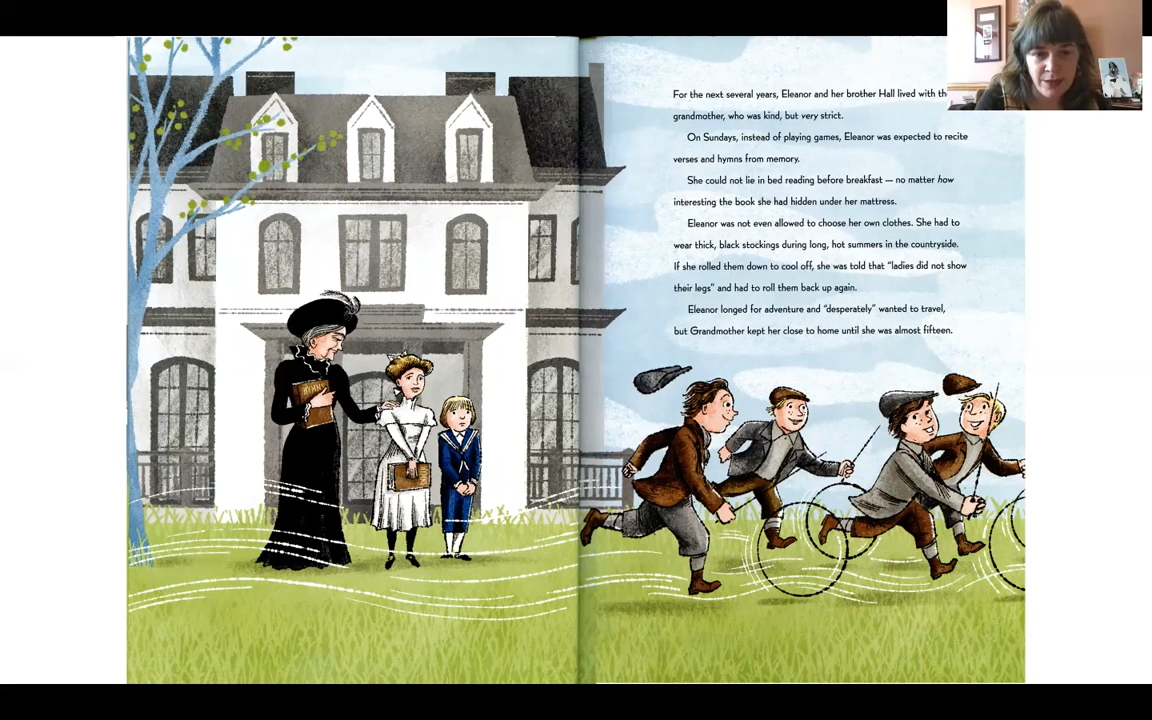 For the next several years, Eleanor and her brother Hall lived with
grandmother, who was kind, but very strict.
On Sundays, instead of playing games, Eleanor was expected to recite
verses and hymns from memory.
She could not lie in bed reading before breakfast — no matter how
interesting the book she had hidden under her mattress.
Eleanor was not even allowed to choose her own clothes. She had to
wear thick, black stockings during long, hot summers in the countryside.
If she rolled them down to cool off, she was told that “ladies did not show
their legs” and had to roll them back up again.
Eleanor longed for adventure and “desperately” wanted to travel,
but Grandmother kept her close to home until she was almost fifteen.